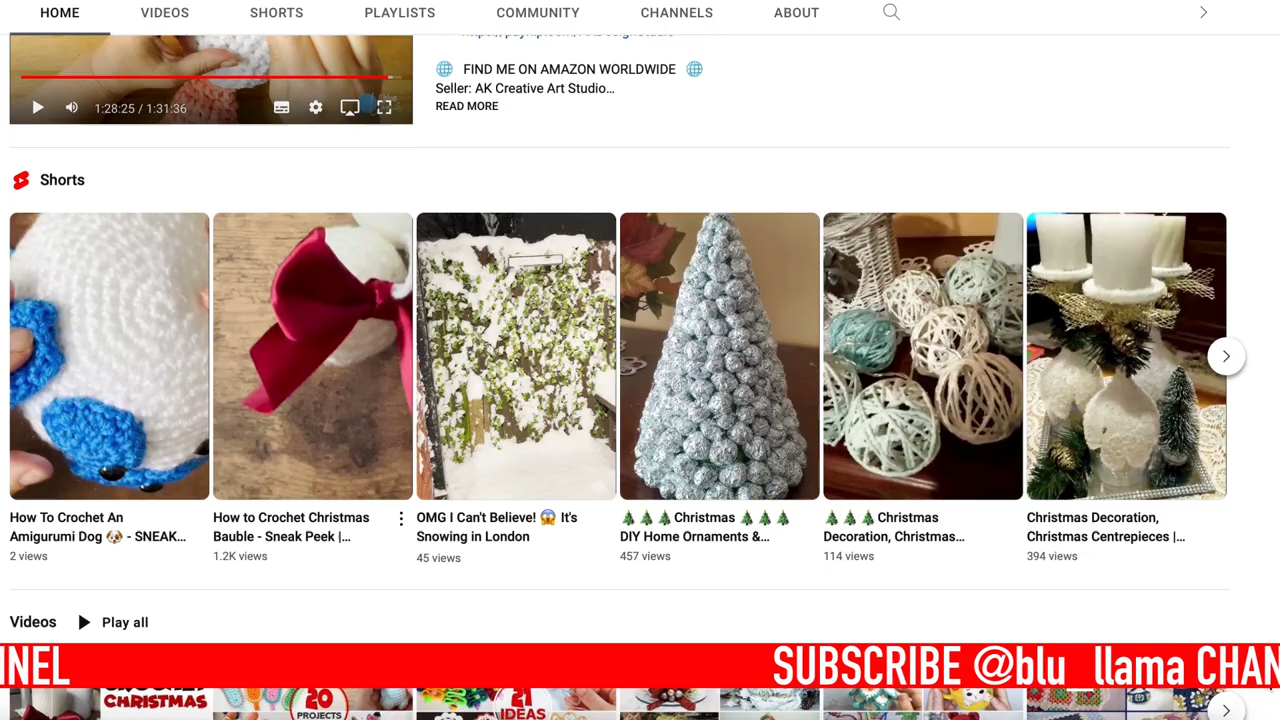 HOME VIDEOS SHORTS PLAYLISTS COMMUNITY CHANNELS ABOUT
FIND ME ON AMAZON WORLDWIDE
Seller: AK Creative Art Studio…
READ MORE
1:28:25 / 1:31:36
Shorts
How To Crochet An
Amigurumi Dog 🐶 - SNEAK…
2 views
How to Crochet Christmas
Bauble - Sneak Peek |…
1.2K views
OMG I Can't Believe! 😱 It's
Snowing in London
45 views
🎄🎄🎄Christmas 🎄🎄🎄
DIY Home Ornaments &…
457 views
🎄🎄🎄Christmas
Decoration, Christmas…
114 views
Christmas Decoration,
Christmas Centrepieces |…
394 views
Videos Play all
NEL SUBSCRIBE @blu_llama CHAN
CHRISTMAS
20
PROJECTS
21
IDEAS